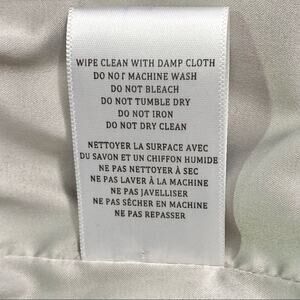 WIPE CLEAN WITH DAMP CLOTH
DO NOT MACHINE WASH
DO NOT BLEACH
DO NOT TUMBLE DRY
DO NOT IRON
DO NOT DRY CLEAN
NETTOYER LA SURFACE AVEC
DU SAVON ET UN CHIFFON HUMIDE
NE PAS NETTOYER À SEC
NE PAS LAVER À LA MACHINE
NE PAS JAVELLISER
NE PAS SÉCHER EN MACHINE
NE PAS REPASSER